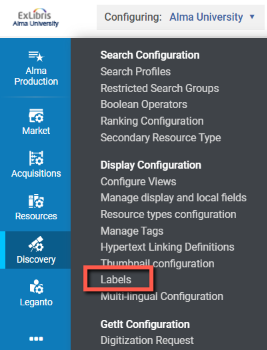 ExLibris
Alma University
Configuring: Alma University
Alma
Production
Market
Acquisitions
Resources
Discovery
Leganto
Search Configuration
Search Profiles
Restricted Search Groups
Boolean Operators
Ranking Configuration
Secondary Resource Type
Display Configuration
Configure Views
Manage display and local fields
Resource types configuration
Manage Tags
Hypertext Linking Definitions
Thumbnail configuration
Labels
Multi-lingual Configuration
GetIt Configuration
Digitization Request